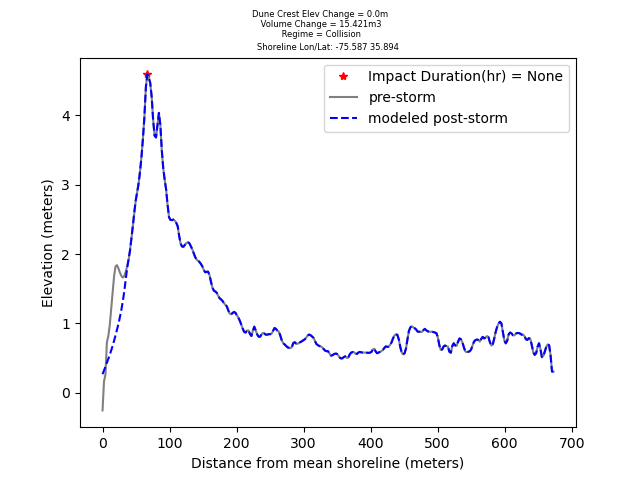 Dune Crest Elev Change = 0.0m
Volume Change = 15.421m3
Regime = Collision
Shoreline Lon/Lat: -75.587 35.894
Impact Duration(hr) = None
pre-storm
modeled post-storm
Elevation (meters)
4
3
2
1
0
0 100 200 300 400 500 600 700
Distance from mean shoreline (meters)